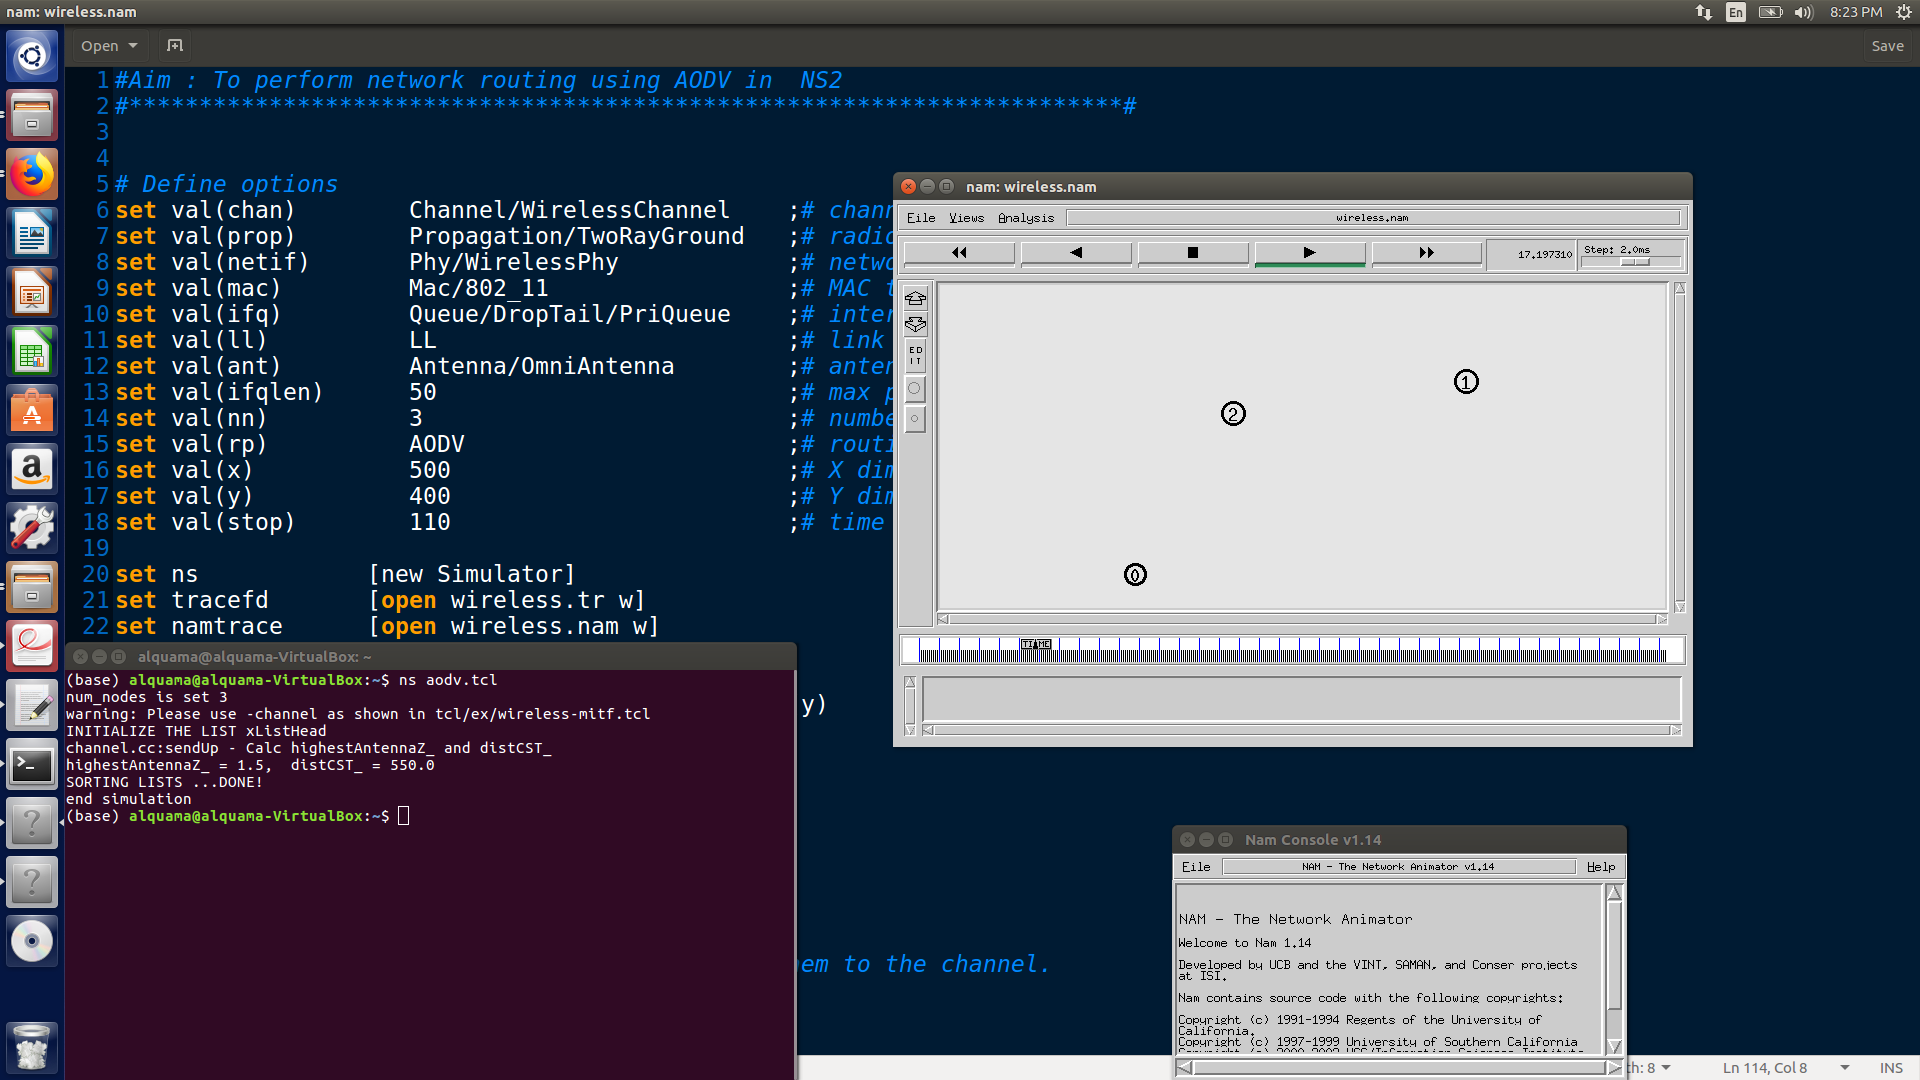 nam: wireless.nam
En
8:23 PM
Open
Save
1 #Aim : To perform network routing using AODV in  NS2
2 #***********************************************************************#
3
4
5 # Define options
6 set val(chan)        Channel/WirelessChannel    ;# chann
7 set val(prop)        Propagation/TwoRayGround   ;# radio
8 set val(netif)       Phy/WirelessPhy            ;# netwo
9 set val(mac)         Mac/802_11                 ;# MAC t
10 set val(ifq)         Queue/DropTail/PriQueue    ;# inter
11 set val(ll)          LL                         ;# link
12 set val(ant)         Antenna/OmniAntenna        ;# anten
13 set val(ifqlen)      50                         ;# max p
14 set val(nn)          3                          ;# numbe
15 set val(rp)          AODV                       ;# routi
16 set val(x)           500                        ;# X dim
17 set val(y)           400                        ;# Y dim
18 set val(stop)        110                        ;# time
19
20 set ns            [new Simulator]
21 set tracefd       [open wireless.tr w]
22 set namtrace      [open wireless.nam w]
y)
em to the channel.
alquama@alquama-VirtualBox: ~
(base) alquama@alquama-VirtualBox:~$ ns aodv.tcl
num_nodes is set 3
warning: Please use -channel as shown in tcl/ex/wireless-mitf.tcl
INITIALIZE THE LIST xListHead
channel.cc:sendUp - Calc highestAntennaZ_ and distCST_
highestAntennaZ_ = 1.5,  distCST_ = 550.0
SORTING LISTS ...DONE!
end simulation
(base) alquama@alquama-VirtualBox:~$
nam: wireless.nam
File Views Analysis wireless.nam
17.197310 Step: 2.0ms
ED
IT
1
2
0
TIME
Nam Console v1.14
File NAM - The Network Animator v1.14 Help
NAM - The Network Animator
Welcome to Nam 1.14
Developed by UCB and the VINT, SAMAN, and Conser projects
at ISI.
Nam contains source code with the following copyrights:
Copyright (c) 1991-1994 Regents of the University of
California.
Copyright (c) 1997-1999 University of Southern California
th: 8
Ln 114, Col 8
INS